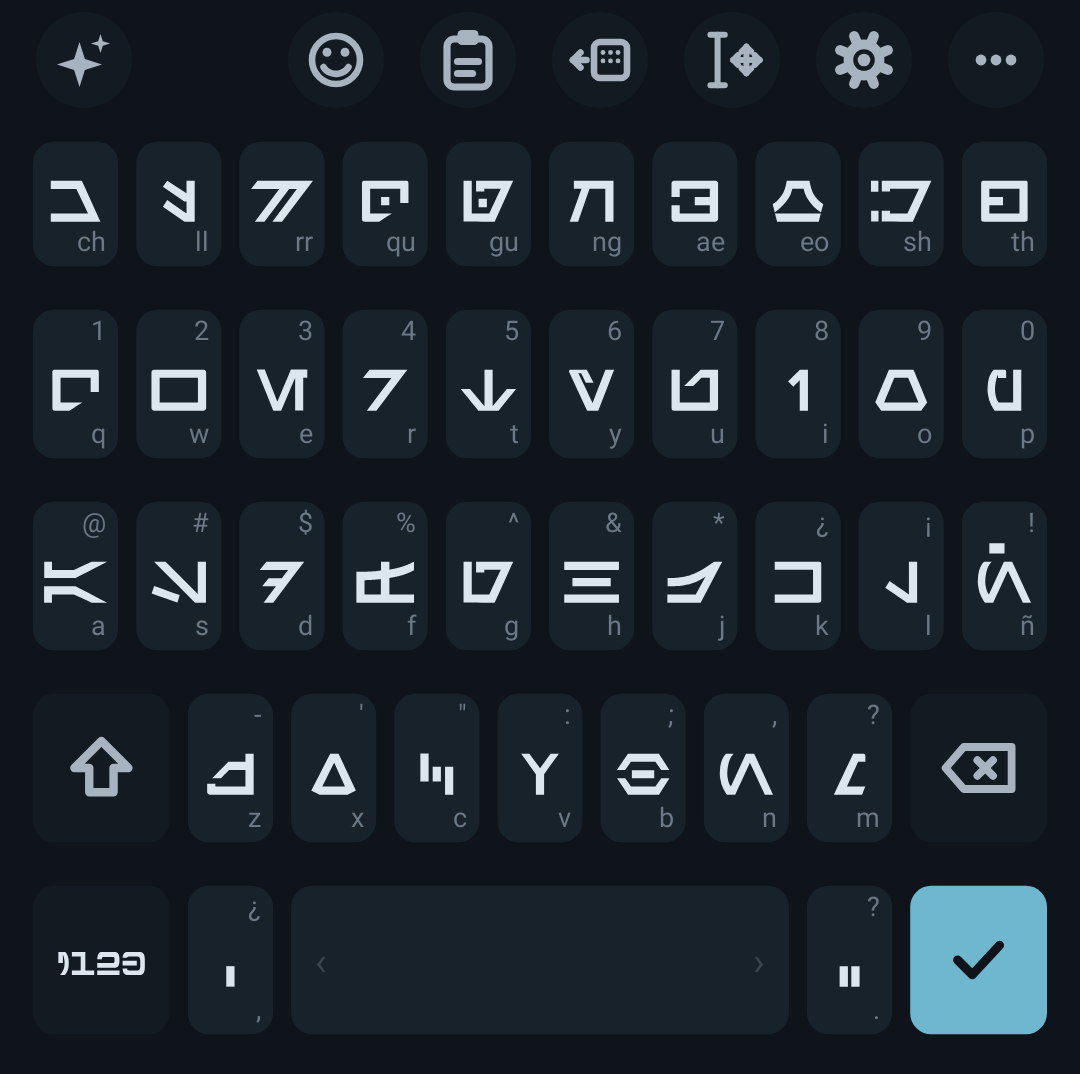 ch ll rr qu gu ng ae eo sh th
1 2 3 4 5 6 7 8 9 0
q w e r t y u i o p
@ # $ % ^ & * ¿ ¡ !
a s d f g h j k l ñ
- ' " : ; , ?
z x c v b n m
¿ ?
!123 ‹ ›
, .